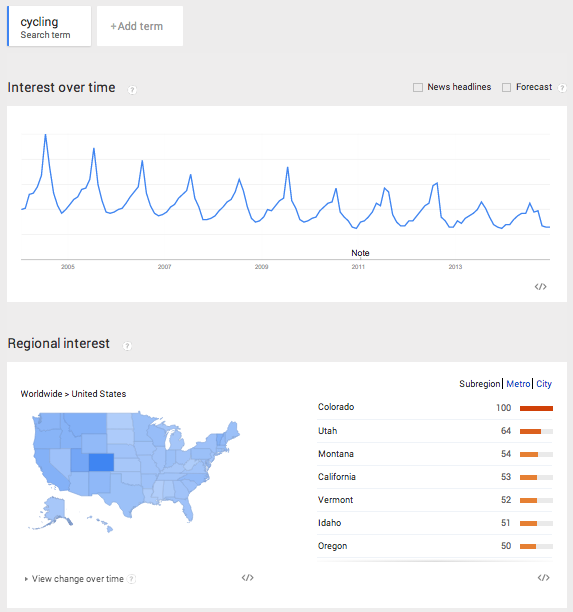 cycling
Search term
+Add term
Interest over time ?
News headlines
Forecast ?
Note
2005 2007 2009 2011 2013
</>
Regional interest ?
Subregion| Metro| City
Worldwide > United States
Colorado 100
Utah 64
Montana 54
California 53
Vermont 52
Idaho 51
Oregon 50
View change over time ?
</>
</>